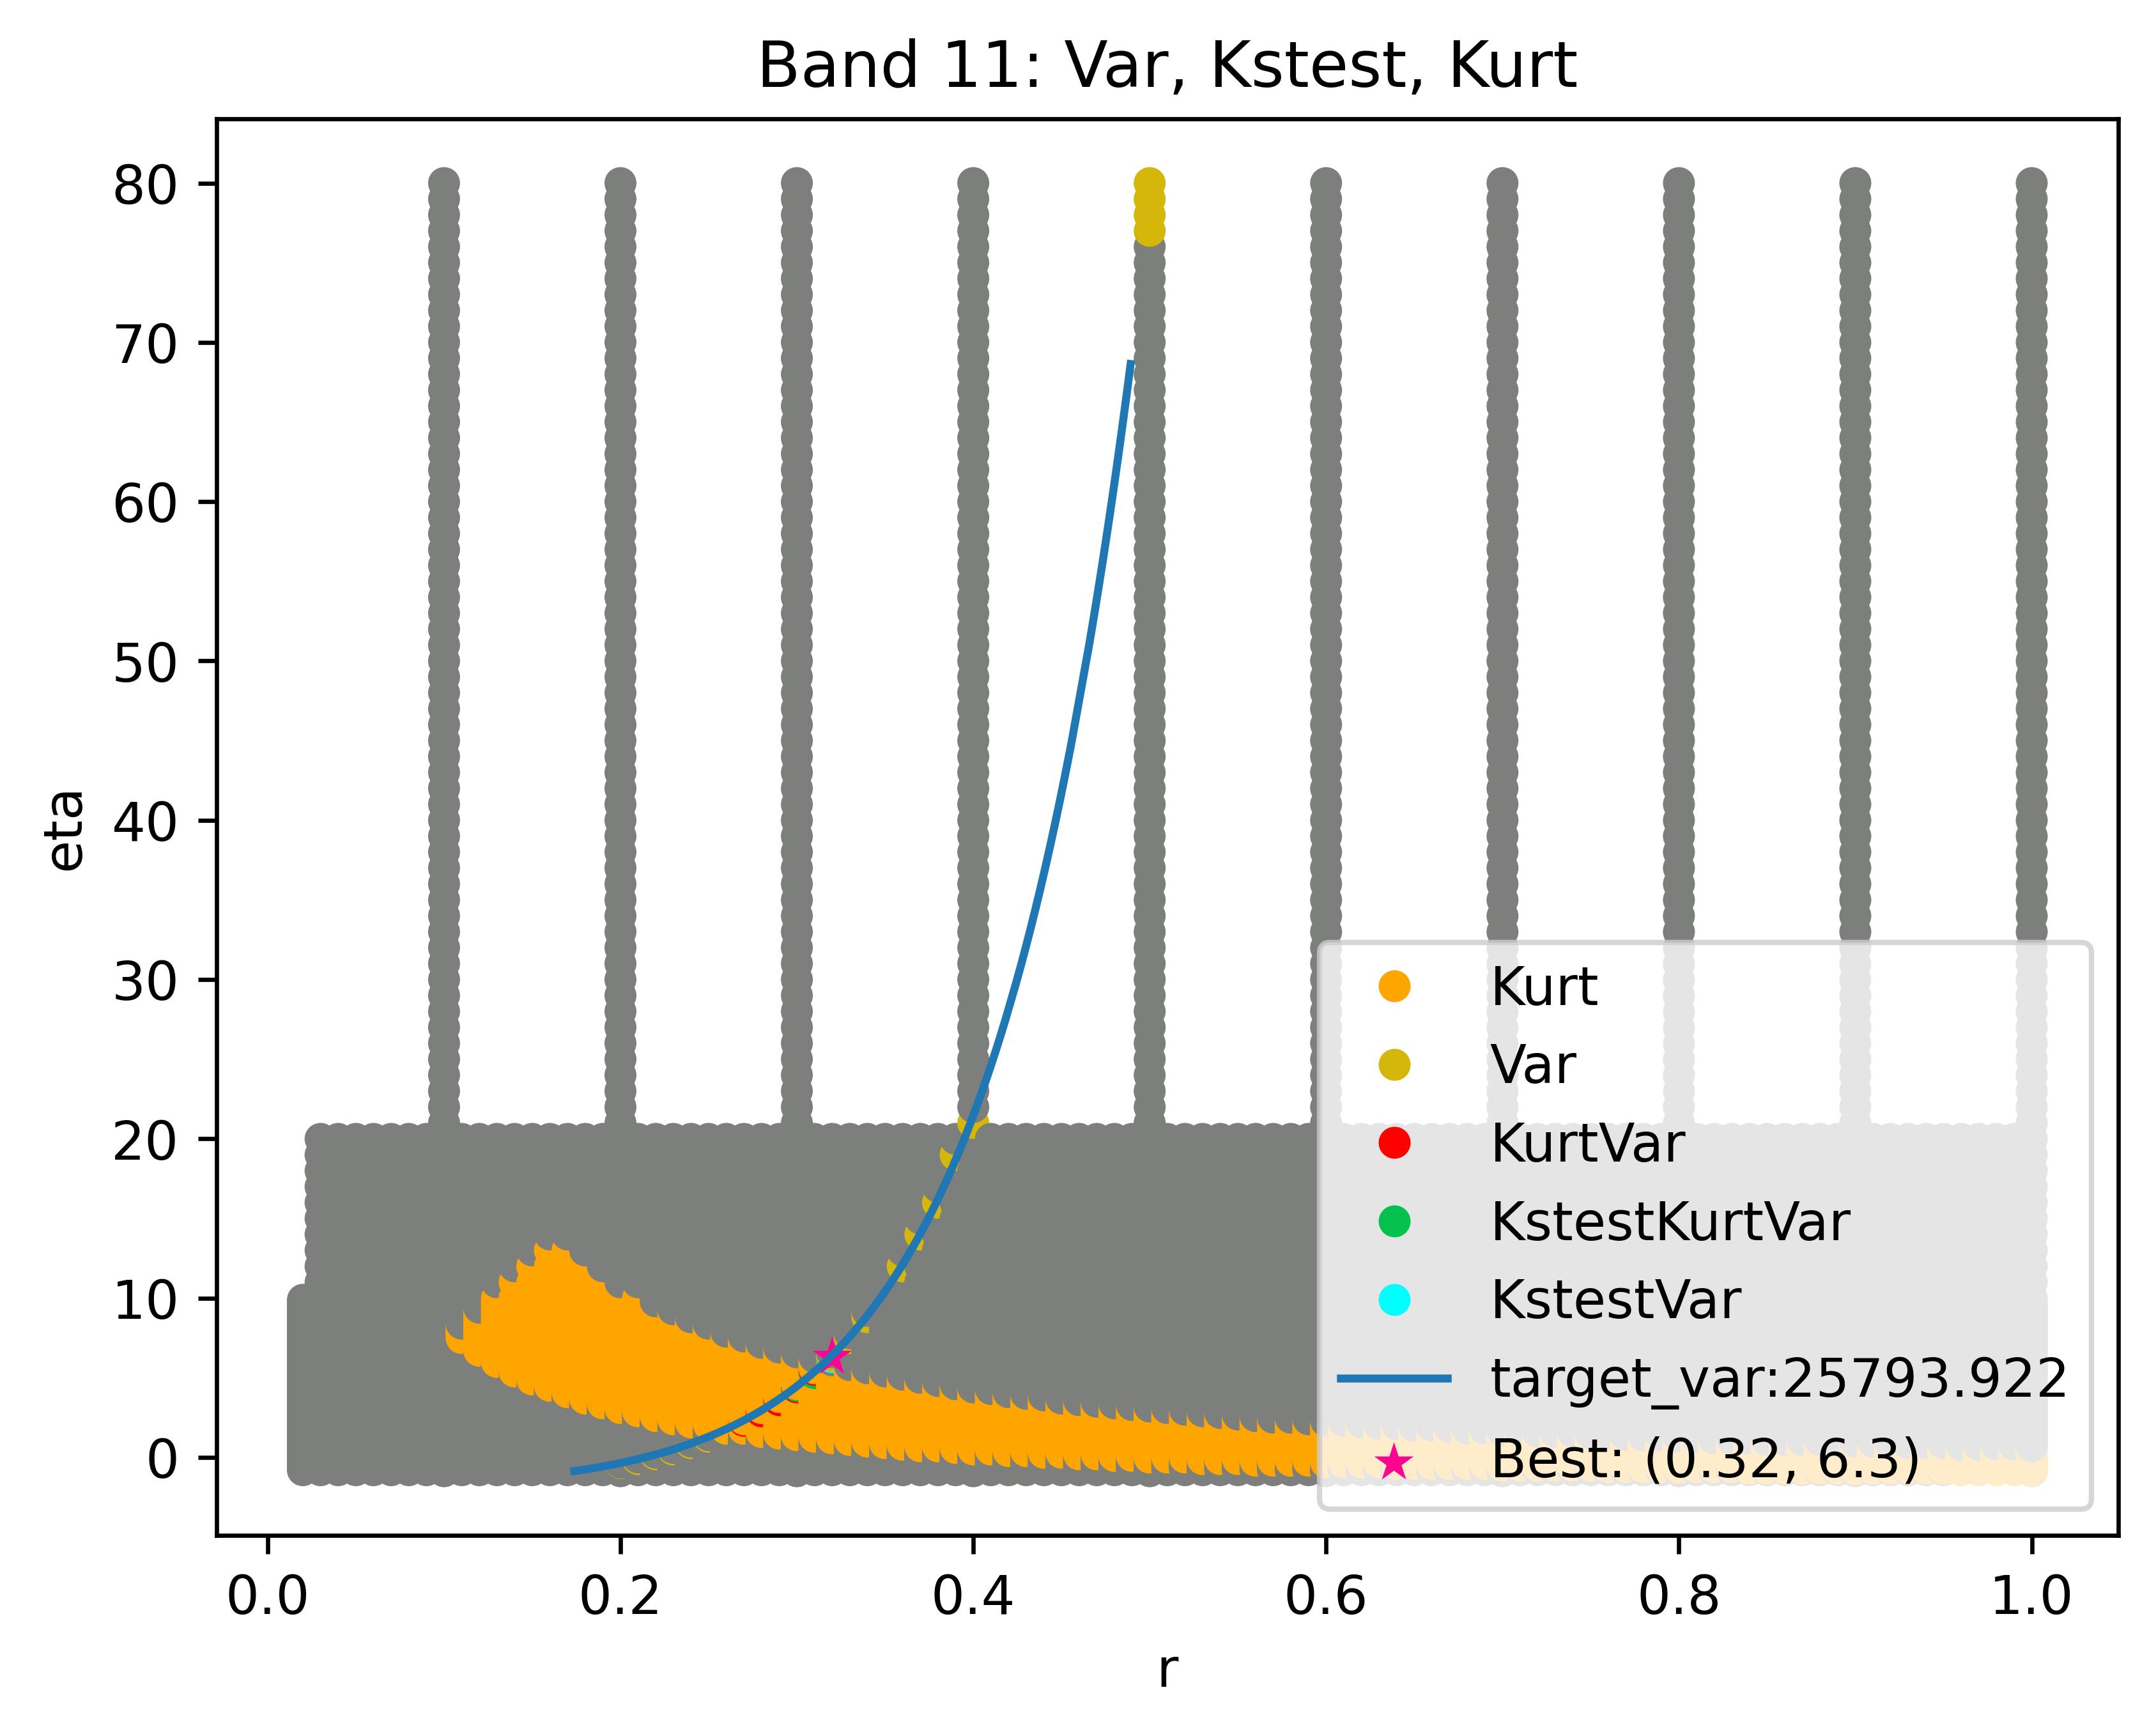 Band 11: Var, Kstest, Kurt
80
70
60
50
40
30
20
10
0
eta
Kurt
Var
KurtVar
KstestKurtVar
KstestVar
target_var:25793.922
Best: (0.32, 6.3)
0.0 0.2 0.4 0.6 0.8 1.0
r